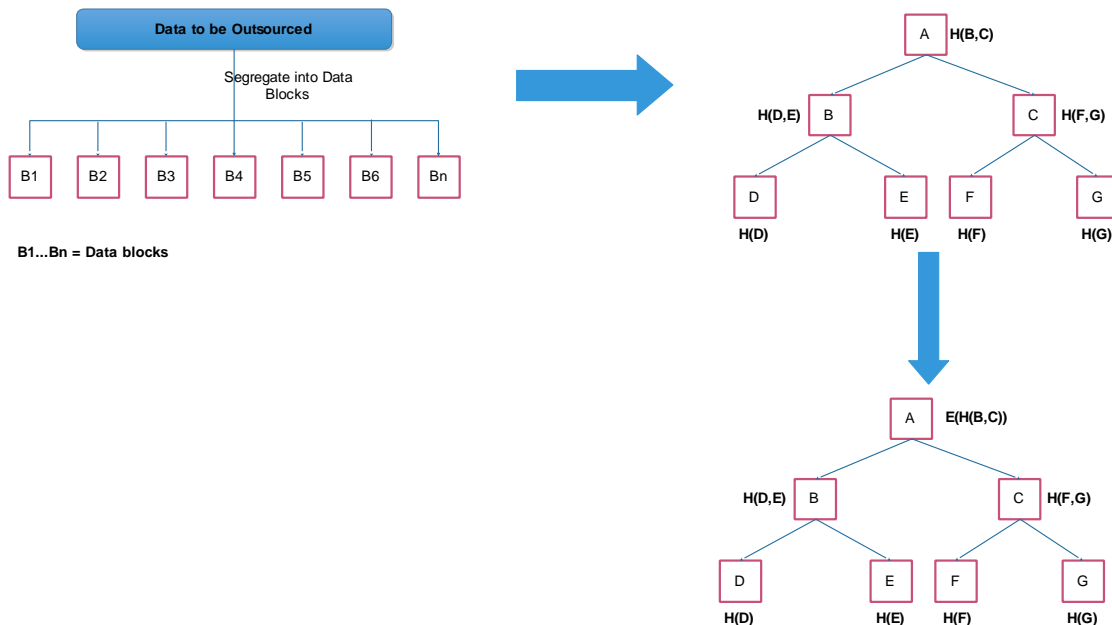 Data to be Outsourced
Segregate into Data
Blocks
B1 B2 B3 B4 B5 B6 Bn
B1...Bn = Data blocks
A H(B,C)
H(D,E) B C H(F,G)
D E F G
H(D) H(E) H(F) H(G)
A E(H(B,C))
H(D,E) B C H(F,G)
D E F G
H(D) H(E) H(F) H(G)